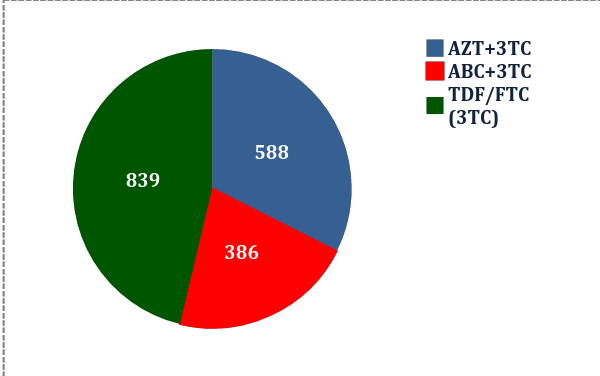 AZT+3TC
ABC+3TC
TDF/FTC
(3TC)
588
839
386